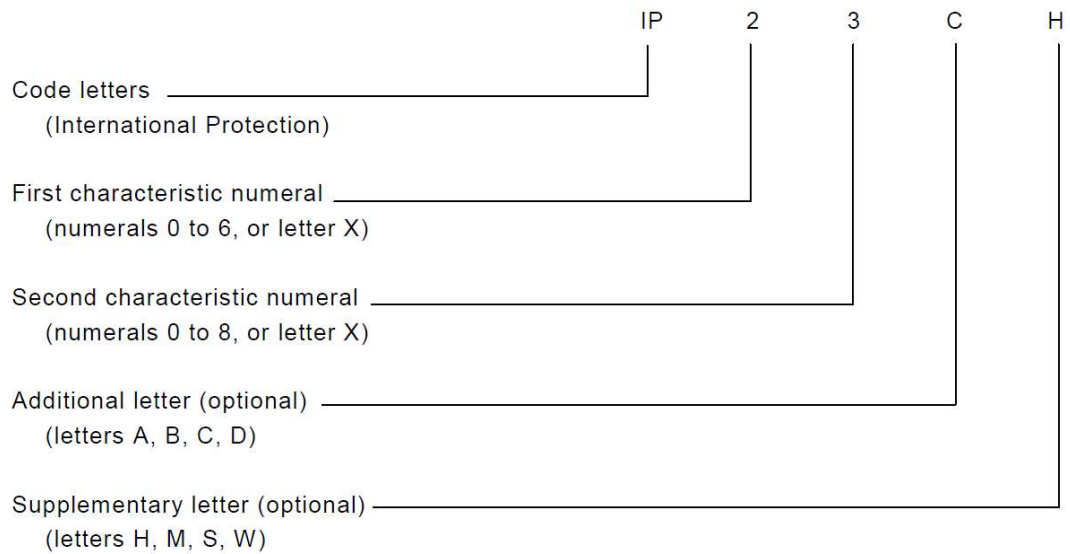 IP 2 3 C H
Code letters
(International Protection)
First characteristic numeral
(numerals 0 to 6, or letter X)
Second characteristic numeral
(numerals 0 to 8, or letter X)
Additional letter (optional)
(letters A, B, C, D)
Supplementary letter (optional)
(letters H, M, S, W)